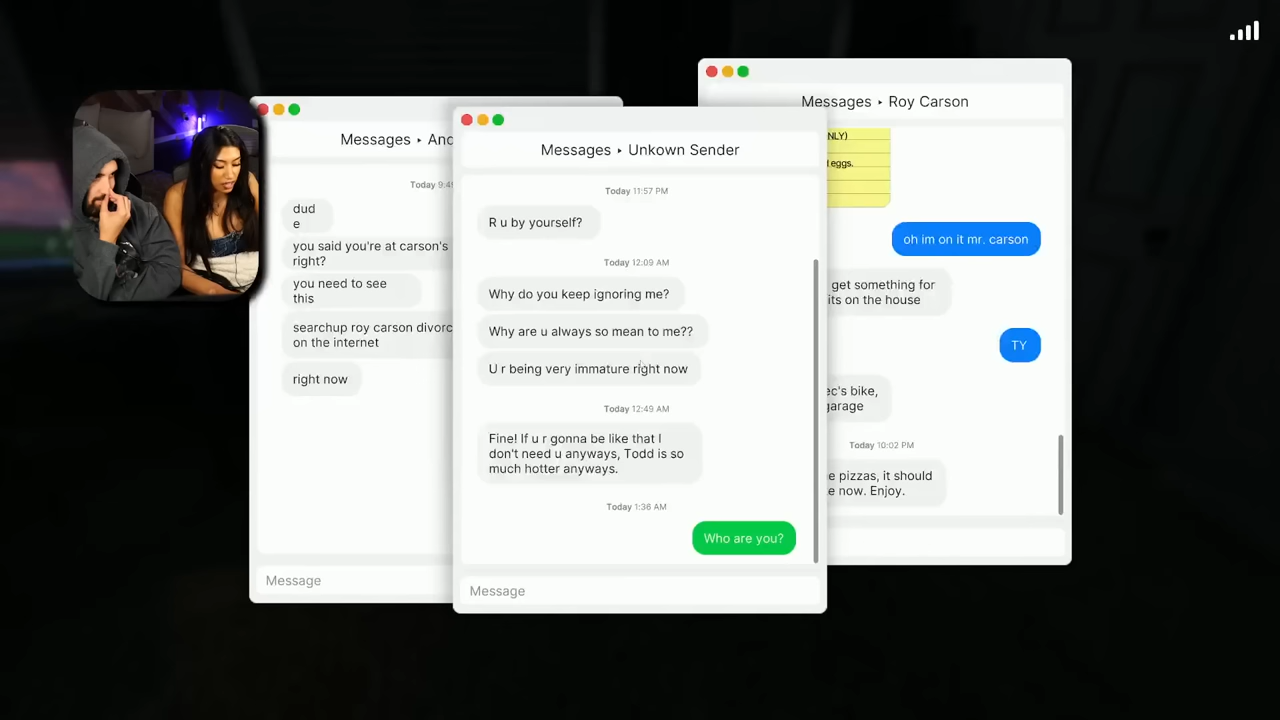 Messages ▸ And
Today 9:4
dud
e
you said you're at carson's
right?
you need to see
this
searchup roy carson divorc
on the internet
right now
Message
Messages ▸ Unkown Sender
Today 11:57 PM
R u by yourself?
Today 12:09 AM
Why do you keep ignoring me?
Why are u always so mean to me??
U r being very immature right now
Today 12:49 AM
Fine! If u r gonna be like that I
don't need u anyways, Todd is so
much hotter anyways.
Today 1:36 AM
Who are you?
Message
Messages ▸ Roy Carson
NLY)
eggs.
oh im on it mr. carson
get something for
its on the house
TY
ec's bike,
garage
Today 10:02 PM
e pizzas, it should
e now. Enjoy.